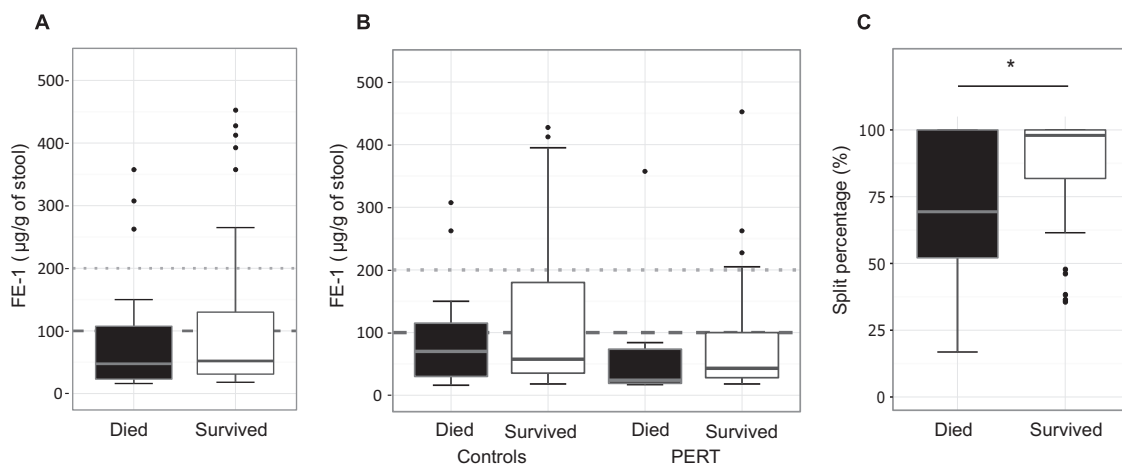 A
B
C
FE-1 ( µg/g of stool)
500-
400-
300-
200
100-
0-
Died Survived
FE-1 ( µg/g of stool)
500-
400-
300-
200-
100
0-
Died Survived Died Survived
Controls PERT
Split percentage (%)
*
100
75
50
25
0
Died Survived